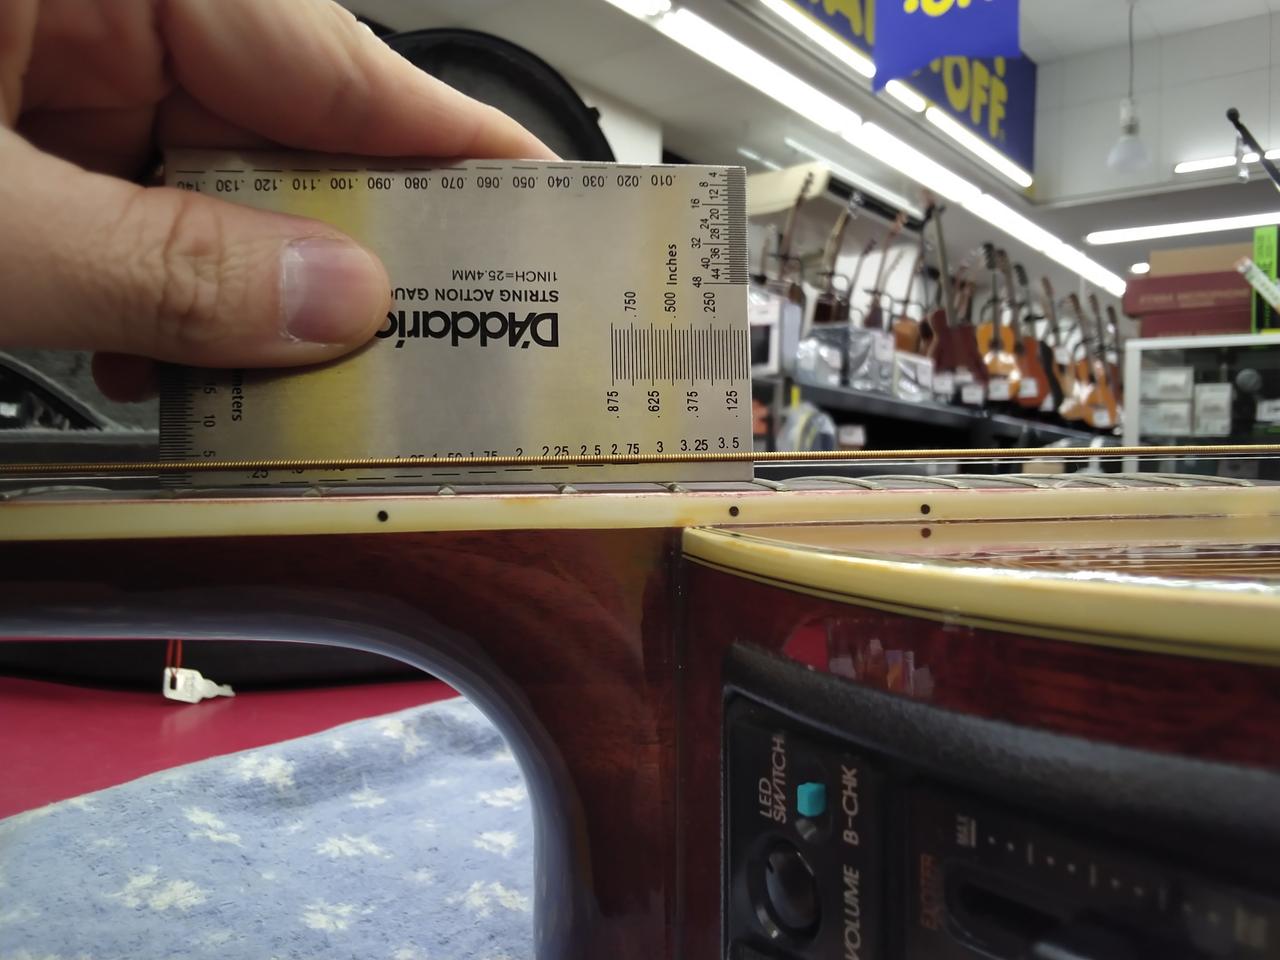 OFF
.140 .130 .120 .110 .100 .090 .080 .070 .060 .050 .040 .030 .020 .010
4
8 12
16 20
24 28
32 36
40 44
48
Inches
1INCH=25.4MM
STRING ACTION
D'Addario
.750 .500 .250
.875 .625 .375 .125
10
5
2 2.25 2.5 2.75 3 3.25 3.5
LED
SWITCH
B-CHK
VOLUME
MAX